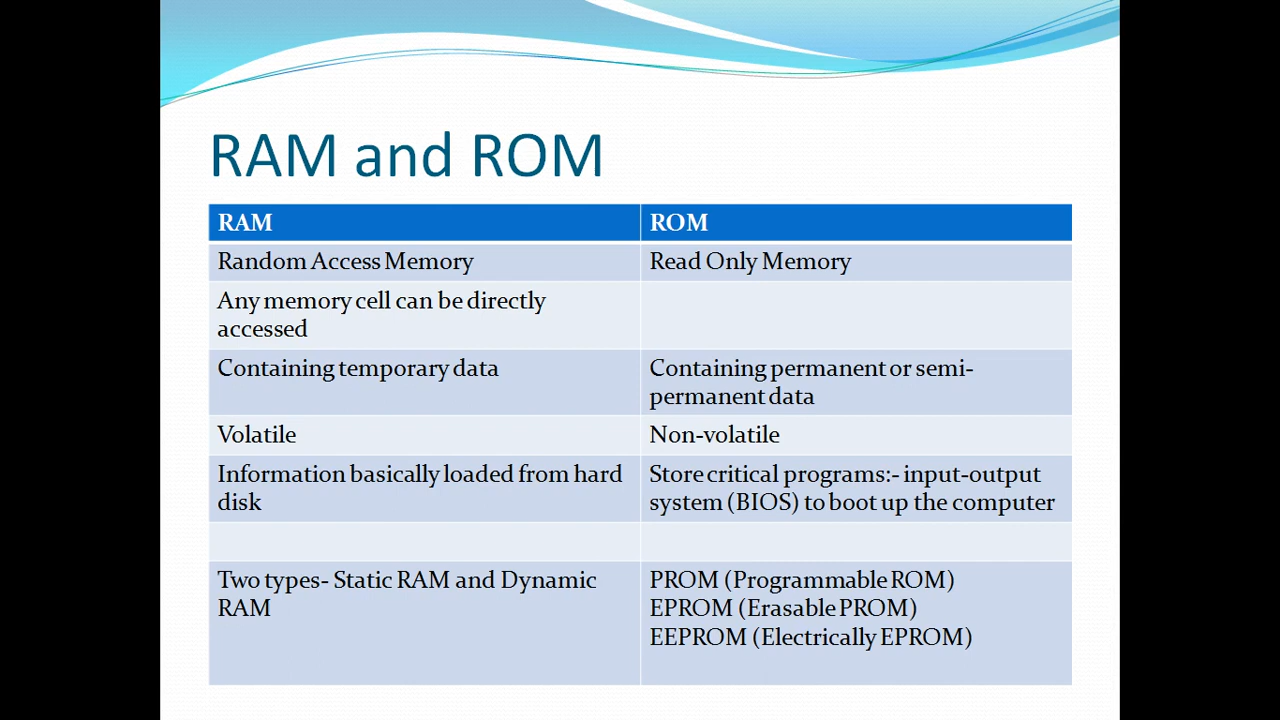 RAM and ROM
RAM
ROM
Random Access Memory
Read Only Memory
Any memory cell can be directly
accessed
Containing temporary data
Containing permanent or semi-
permanent data
Volatile
Non-volatile
Information basically loaded from hard
disk
Store critical programs:- input-output
system (BIOS) to boot up the computer
Two types- Static RAM and Dynamic
RAM
PROM (Programmable ROM)
EPROM (Erasable PROM)
EEPROM (Electrically EPROM)